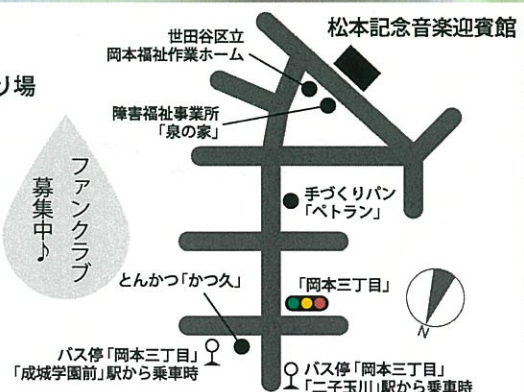 松本記念音楽迎賓館
世田谷区立
岡本福祉作業ホーム
り場
障害福祉事業所
「泉の家」
ファンクラブ
募集中♪
手づくりパン
「ペトラン」
とんかつ「かつ久」
「岡本三丁目」
N
バス停「岡本三丁目」
「成城学園前」駅から乗車時
バス停「岡本三丁目」
「二子玉川」駅から乗車時